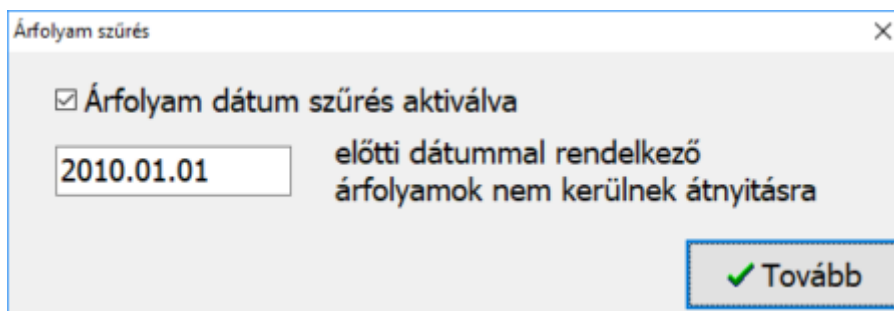 Árfolyam szűrés
Árfolyam dátum szűrés aktiválva
2010.01.01
előtti dátummal rendelkező
árfolyamok nem kerülnek átnyitásra
Tovább